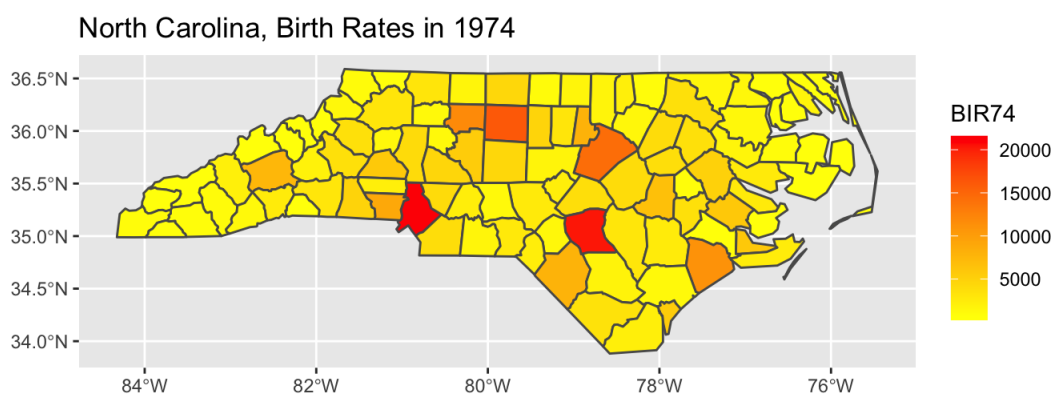 North Carolina, Birth Rates in 1974
36.5°N
36.0°N
35.5°N
35.0°N
34.5°N
34.0°N
84°W 82°W 80°W 78°W 76°W
BIR74
20000
15000
10000
5000